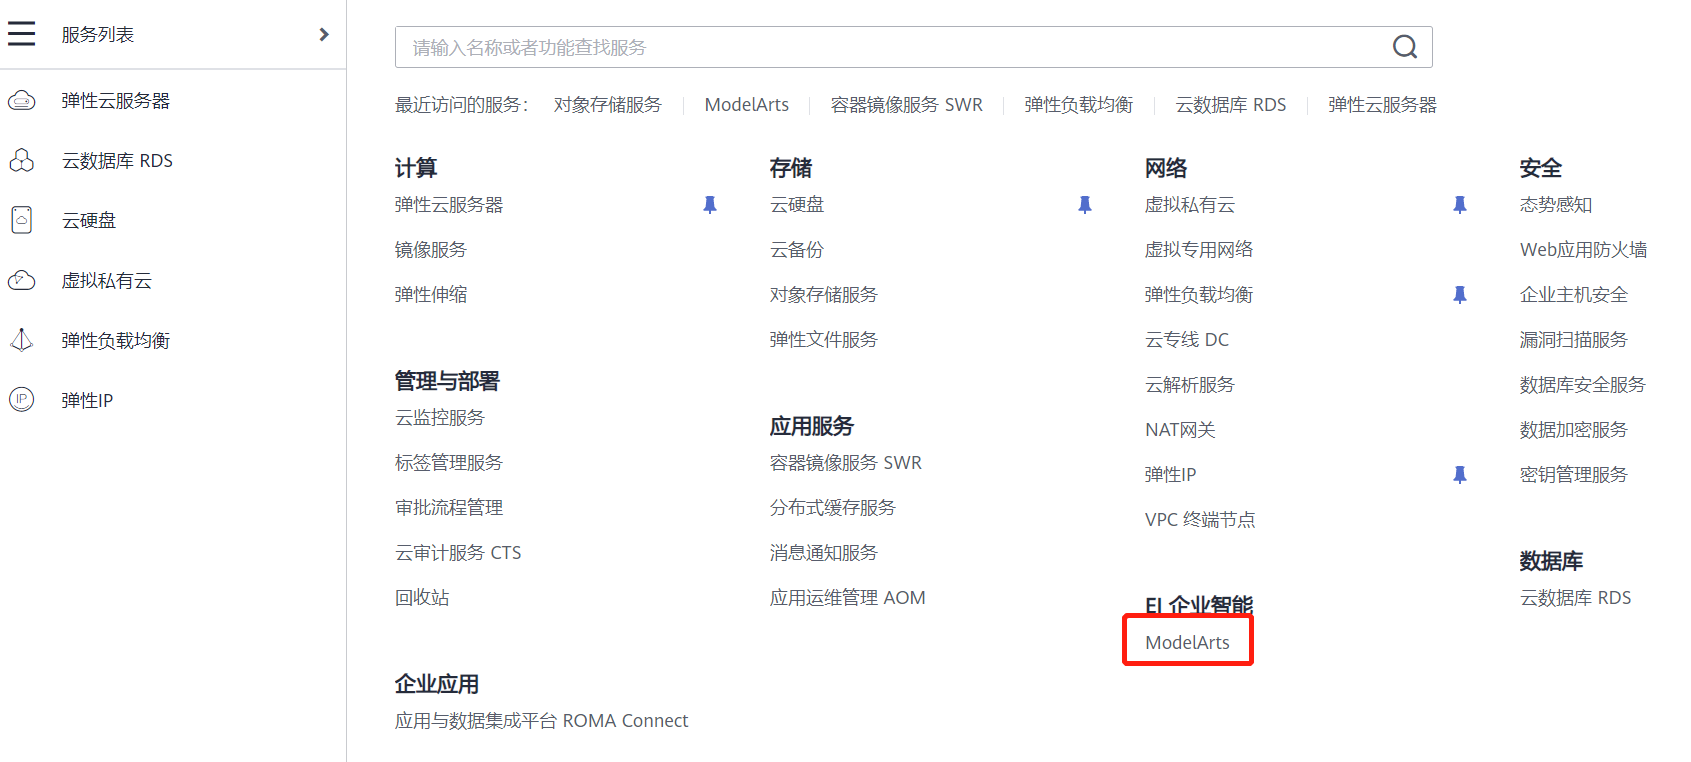 服务列表
弹性云服务器
云数据库 RDS
云硬盘
虚拟私有云
弹性负载均衡
IP
弹性IP
请输入名称或者功能查找服务
最近访问的服务： 对象存储服务 ModelArts 容器镜像服务 SWR 弹性负载均衡 云数据库 RDS 弹性云服务器
计算
弹性云服务器
镜像服务
弹性伸缩
管理与部署
云监控服务
标签管理服务
审批流程管理
云审计服务 CTS
回收站
企业应用
应用与数据集成平台 ROMA Connect
存储
云硬盘
云备份
对象存储服务
弹性文件服务
应用服务
容器镜像服务 SWR
分布式缓存服务
消息通知服务
应用运维管理 AOM
网络
虚拟私有云
虚拟专用网络
弹性负载均衡
云专线 DC
云解析服务
NAT网关
弹性IP
VPC 终端节点
EI 企业智能
ModelArts
安全
态势感知
Web应用防火墙
企业主机安全
漏洞扫描服务
数据库安全服务
数据加密服务
密钥管理服务
数据库
云数据库 RDS